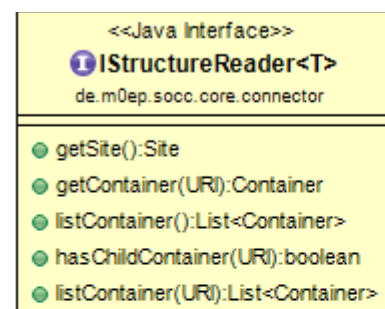 <<Java Interface>>
I IStructureReader<T>
de.m0ep.socc.core.connector
getSite():Site
getContainer(URI):Container
listContainer():List<Container>
hasChildContainer(URI):boolean
listContainer(URI):List<Container>